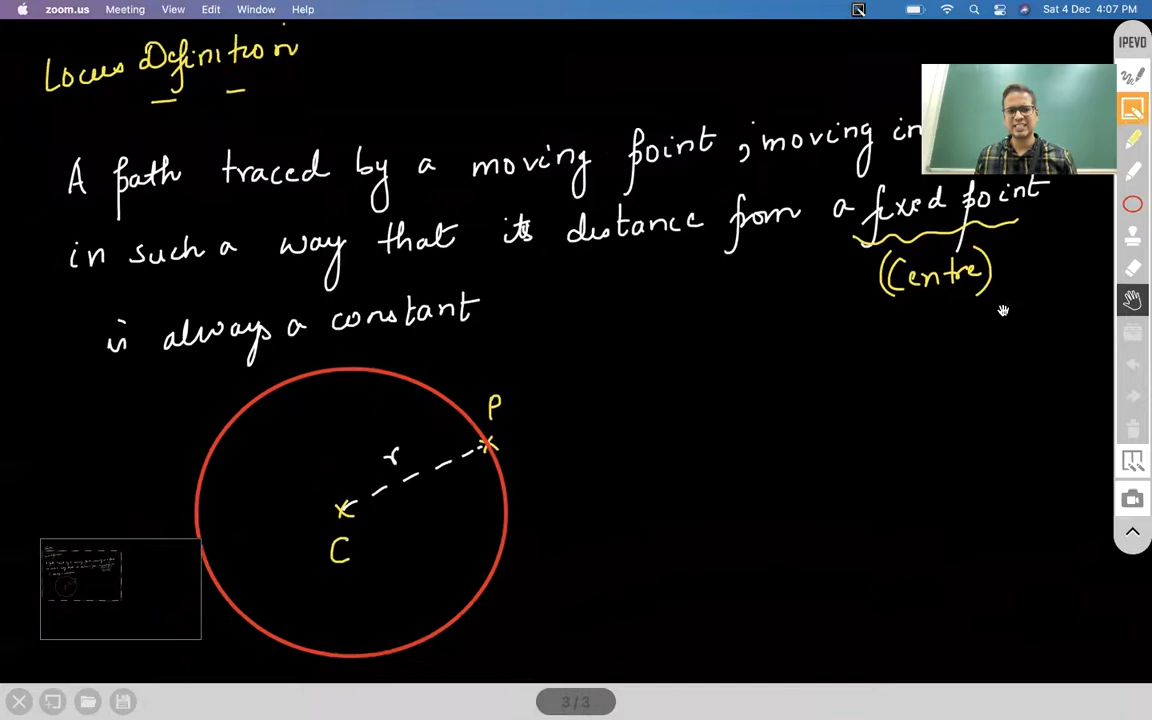 zoom.us Meeting View Edit Window Help Sat 4 Dec 4:07 PM
IPEVO
Locus Definition
A path traced by a moving point, moving in
in such a way that its distance from a fixed point
(Centre)
is always a constant
P
r
C
3 / 3